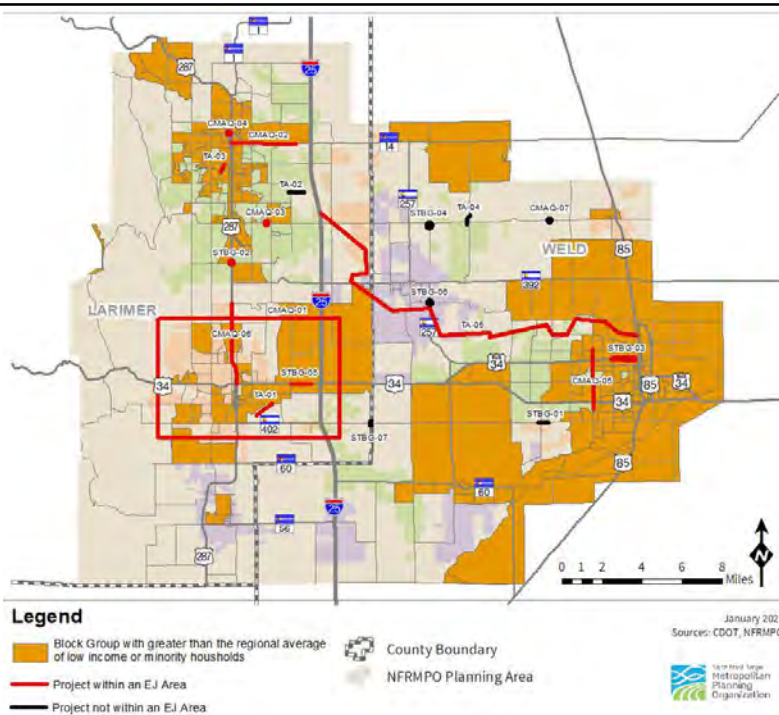 1
1
287
25
CMAQ-04
CMAQ-02
14
TA-03
TA-02
257
STBG-04
TA-04
CMAQ-07
CMAQ-03
287
85
STBG-02
WELD
392
25
STBG-06
LARIMER
CMAQ-01
257
CMAQ-06
TA-05
STBG-03
34
34
STBG-05
34
85
34
CMAQ-05
34
TA-01
402
STBG-01
STBG-07
60
85
60
25
56
287
0 1 2 4 6 8
Miles
N
Legend
January 202
Sources: CDOT, NFRMPO
Block Group with greater than the regional average
of low income or minority housholds
County Boundary
NFRMPO Planning Area
Project within an EJ Area
Project not within an EJ Area
Metropolitan
Planning
Organization